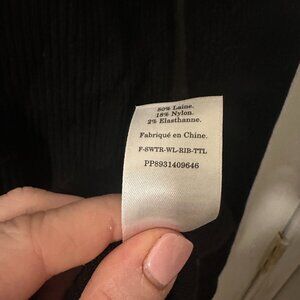 80% Laine.
18% Nylon.
2% Elasthanne.
Fabriqué en Chine.
F-SWTR-WL-RIB-TTL
PP8931409646